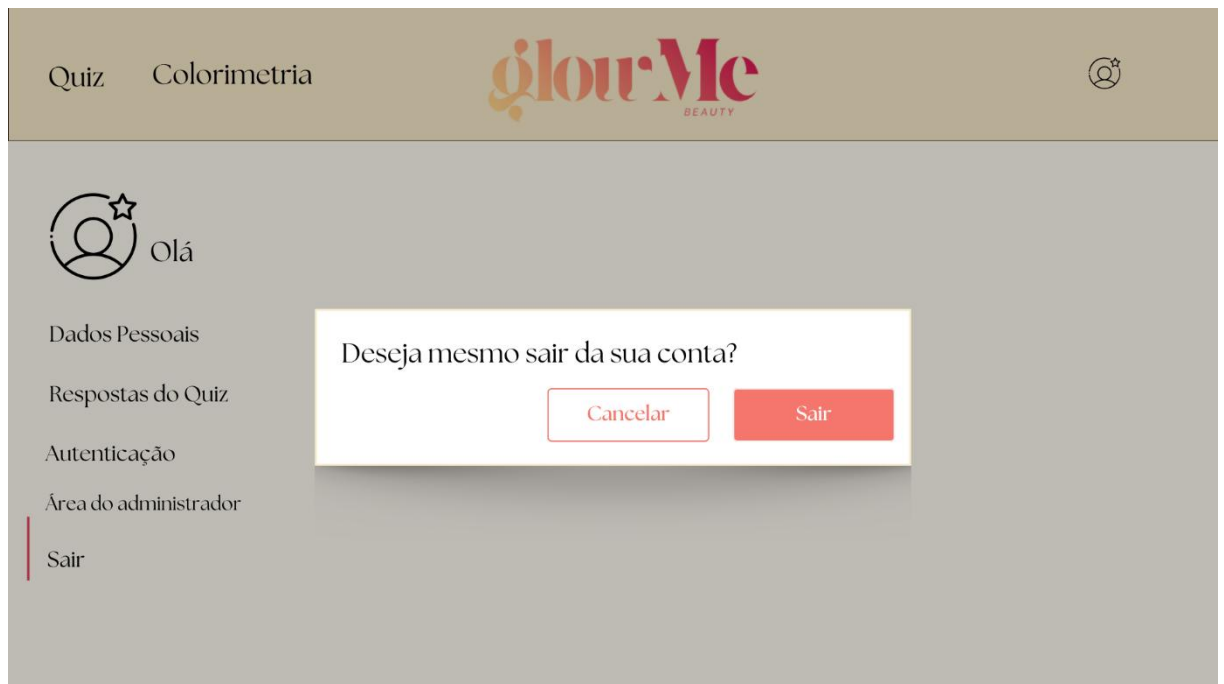 Quiz Colorimetria
glowMe
BEAUTY
Olá
Dados Pessoais
Respostas do Quiz
Autenticação
Área do administrador
Sair
Deseja mesmo sair da sua conta?
Cancelar Sair